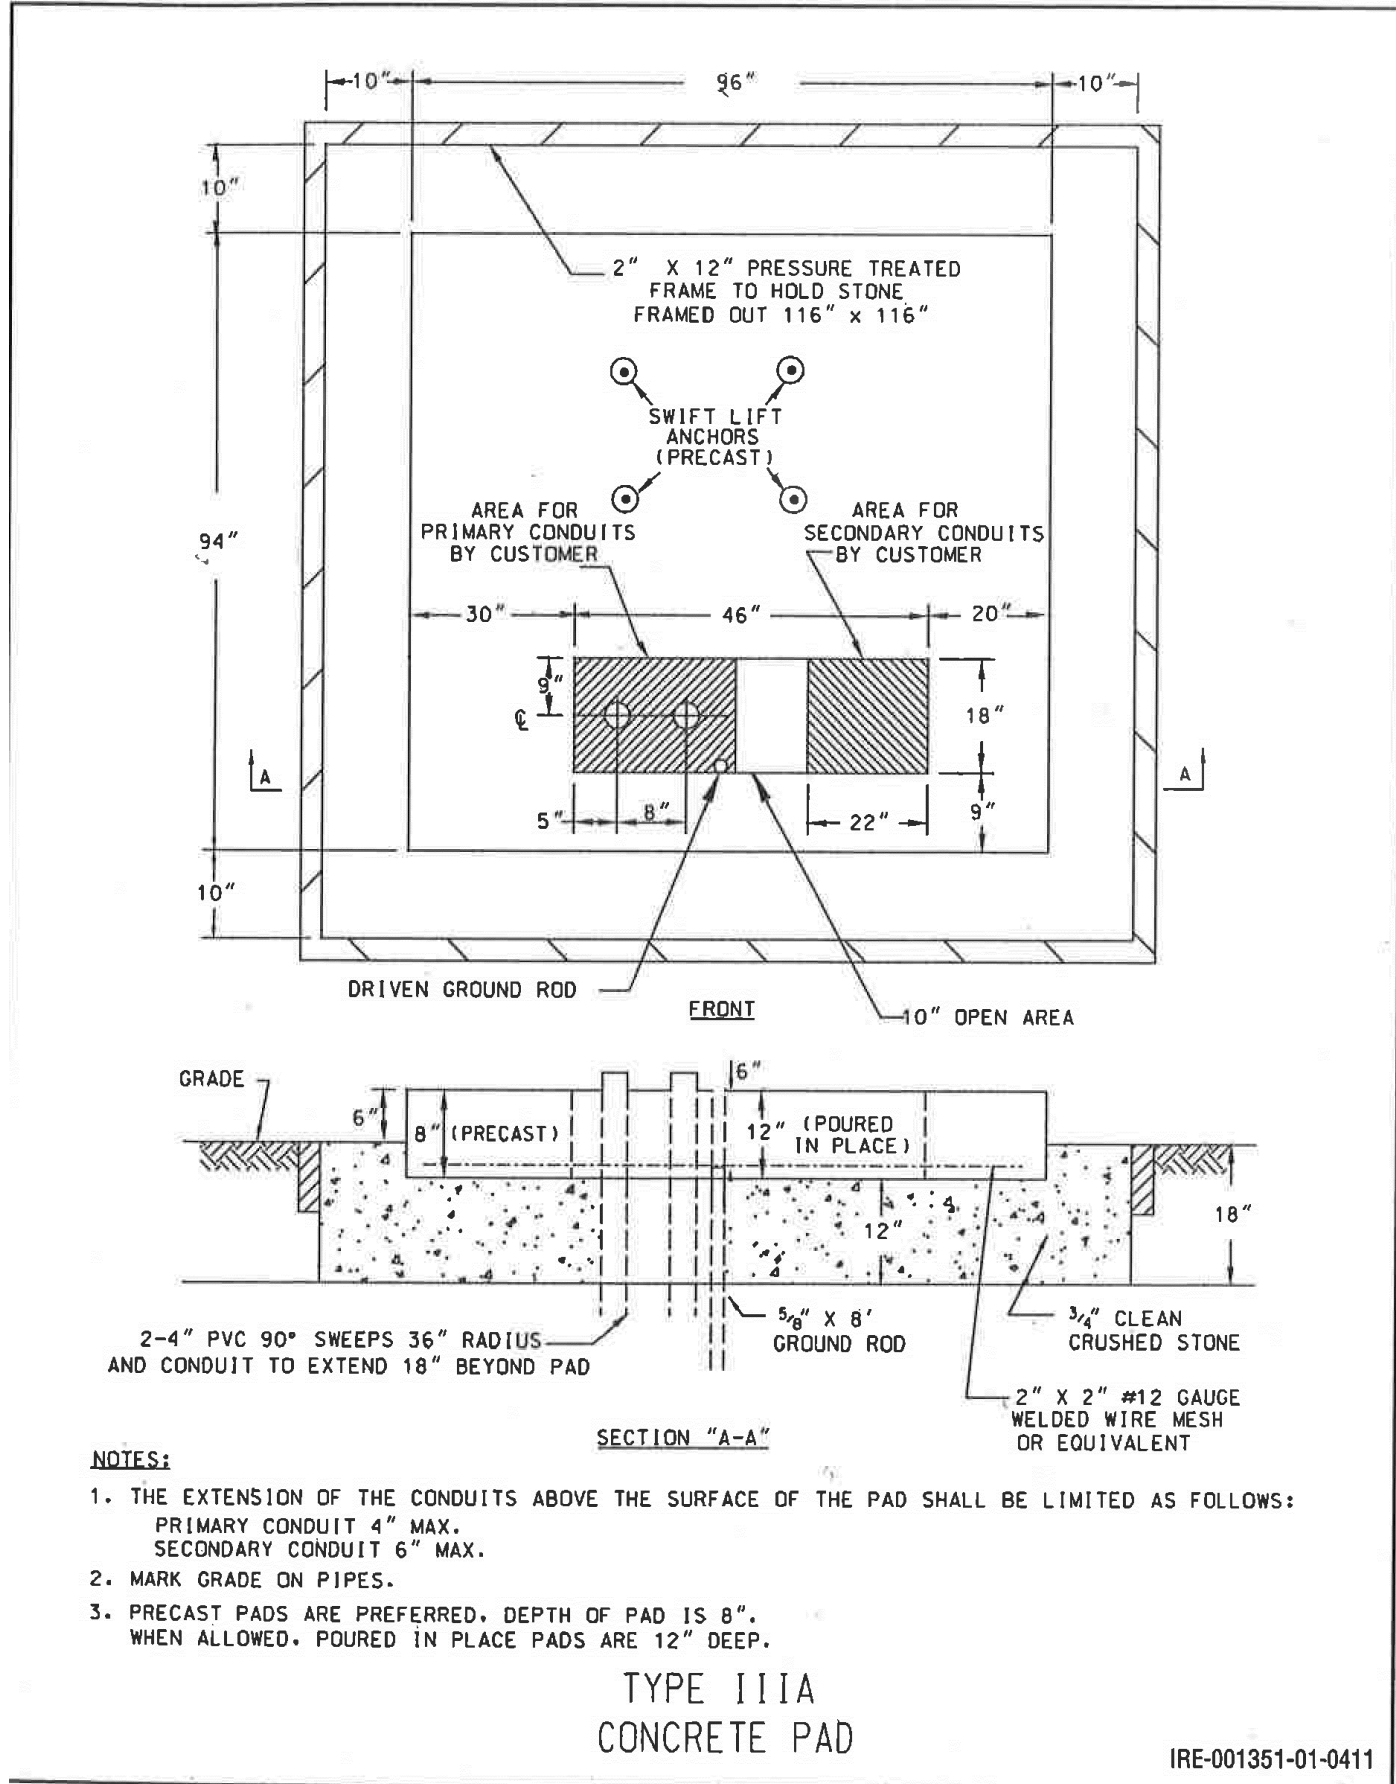 10" 96" 10"
10"
2" X 12" PRESSURE TREATED
FRAME TO HOLD STONE
FRAMED OUT 116" x 116"
SWIFT LIFT
ANCHORS
(PRECAST)
AREA FOR
PRIMARY CONDUITS
BY CUSTOMER
AREA FOR
SECONDARY CONDUITS
BY CUSTOMER
94"
30" 46" 20"
9"
℄
18"
A A
5" 8" 22" 9"
10"
DRIVEN GROUND ROD
FRONT
10" OPEN AREA
GRADE
6"
6"
8" (PRECAST)
12" (POURED
IN PLACE)
12"
18"
2-4" PVC 90° SWEEPS 36" RADIUS
AND CONDUIT TO EXTEND 18" BEYOND PAD
5/8" X 8'
GROUND ROD
3/4" CLEAN
CRUSHED STONE
2" X 2" #12 GAUGE
WELDED WIRE MESH
OR EQUIVALENT
SECTION "A-A"
NOTES:
1. THE EXTENSION OF THE CONDUITS ABOVE THE SURFACE OF THE PAD SHALL BE LIMITED AS FOLLOWS:
PRIMARY CONDUIT 4" MAX.
SECONDARY CONDUIT 6" MAX.
2. MARK GRADE ON PIPES.
3. PRECAST PADS ARE PREFERRED. DEPTH OF PAD IS 8".
WHEN ALLOWED. POURED IN PLACE PADS ARE 12" DEEP.
TYPE IIIA
CONCRETE PAD
IRE-001351-01-0411